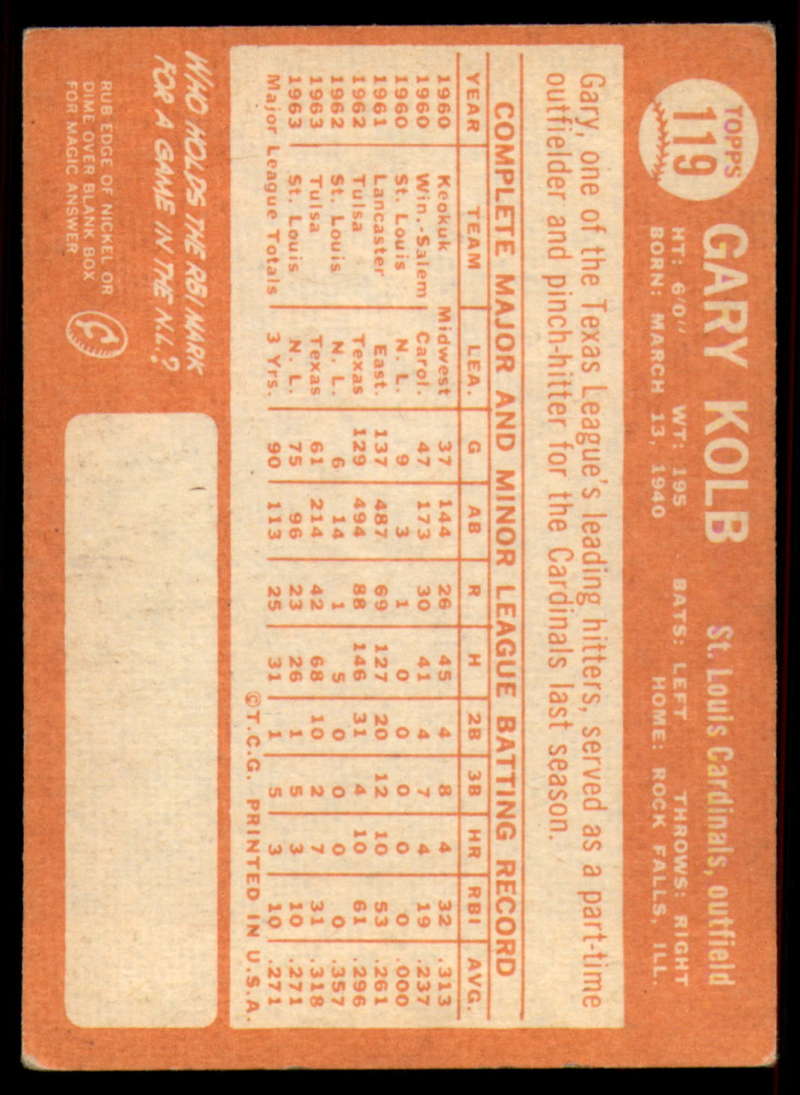 TOPPS
119
GARY KOLB St. Louis Cardinals, outfield
HT: 6'0" WT: 195 BATS: LEFT THROWS: RIGHT
BORN: MARCH 13, 1940 HOME: ROCK FALLS, ILL.
Gary, one of the Texas League's leading hitters, served as a part-time
outfielder and pinch-hitter for the Cardinals last season.
COMPLETE MAJOR AND MINOR LEAGUE BATTING RECORD
YEAR TEAM LEA. G AB R H 2B 3B HR RBI AVG.
1960 Keokuk Midwest 37 144 26 45 4 8 4 32 .313
1960 Win.-Salem Carol. 47 173 30 41 4 7 4 19 .237
1960 St. Louis N. L. 9 3 1 0 0 0 0 0 .000
1961 Lancaster East. 137 487 69 127 20 12 10 53 .261
1962 Tulsa Texas 129 494 88 146 31 4 10 61 .296
1962 St. Louis N. L. 6 14 1 5 0 0 0 0 .357
1963 Tulsa Texas 61 214 42 68 10 2 7 31 .318
1963 St. Louis N. L. 75 96 23 26 1 5 3 10 .271
Major League Totals 3 Yrs. 90 113 25 31 1 5 3 10 .271
©T.C.G. PRINTED IN U.S.A.
WHO HOLDS THE RBI MARK
FOR A GAME IN THE N.L.?
RUB EDGE OF NICKEL OR
DIME OVER BLANK BOX
FOR MAGIC ANSWER